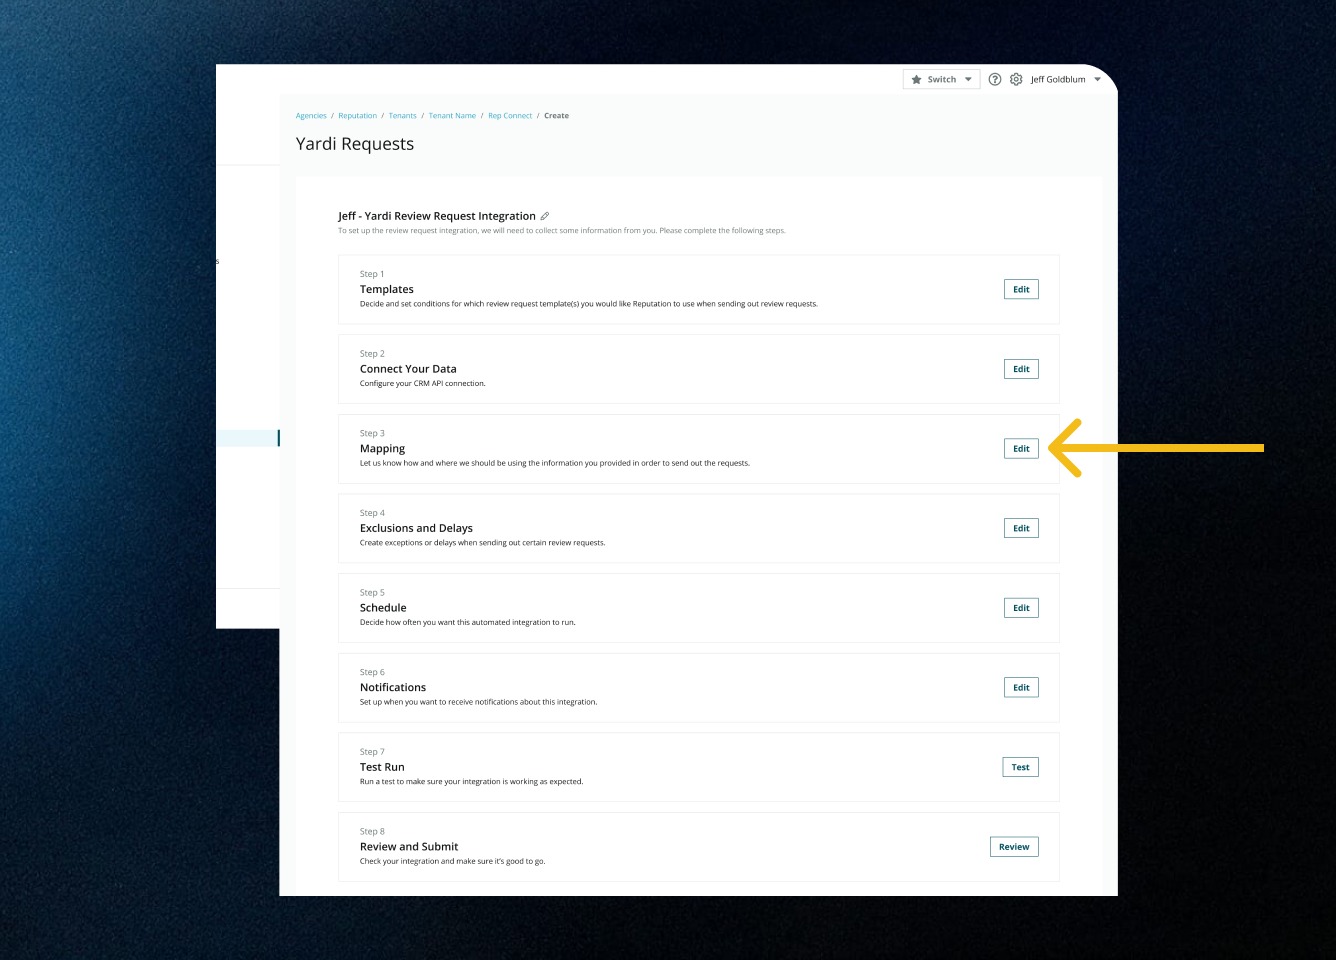 Switch
Jeff Goldblum
Agencies / Reputation / Tenants / Tenant Name / Rep Connect / Create
Yardi Requests
Jeff - Yardi Review Request Integration
To set up the review request integration, we will need to collect some information from you. Please complete the following steps.
s
Step 1
Templates
Decide and set conditions for which review request template(s) you would like Reputation to use when sending out review requests.
Edit
Step 2
Connect Your Data
Configure your CRM API connection.
Edit
Step 3
Mapping
Let us know how and where we should be using the information you provided in order to send out the requests.
Edit
Step 4
Exclusions and Delays
Create exceptions or delays when sending out certain review requests.
Edit
Step 5
Schedule
Decide how often you want this automated integration to run.
Edit
Step 6
Notifications
Set up when you want to receive notifications about this integration.
Edit
Step 7
Test Run
Run a test to make sure your integration is working as expected.
Test
Step 8
Review and Submit
Check your integration and make sure it's good to go.
Review